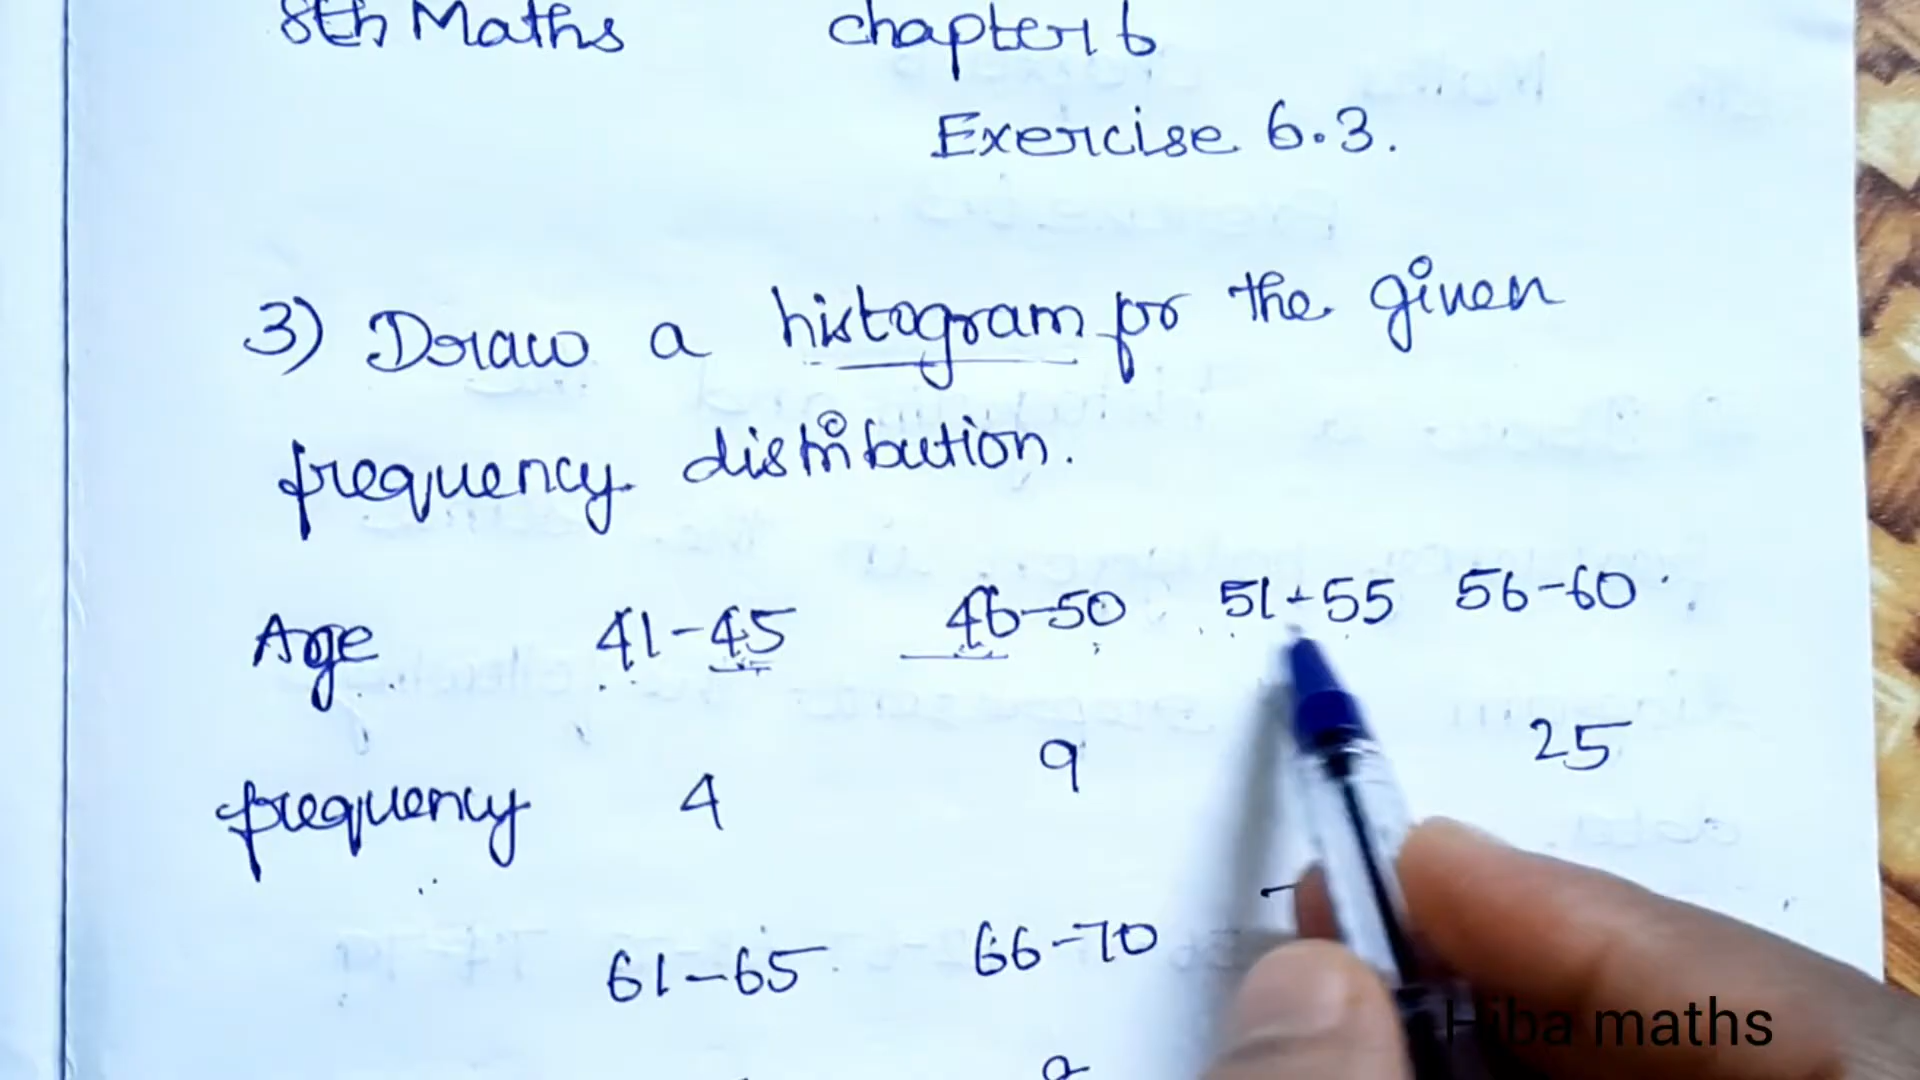 8th Maths chapter 6
Exercise 6.3.
3) Draw a histogram for the given
frequency distribution.
Age 41-45 46-50 51-55 56-60
frequency 4 9 25
61-65 66-70
Hiba maths